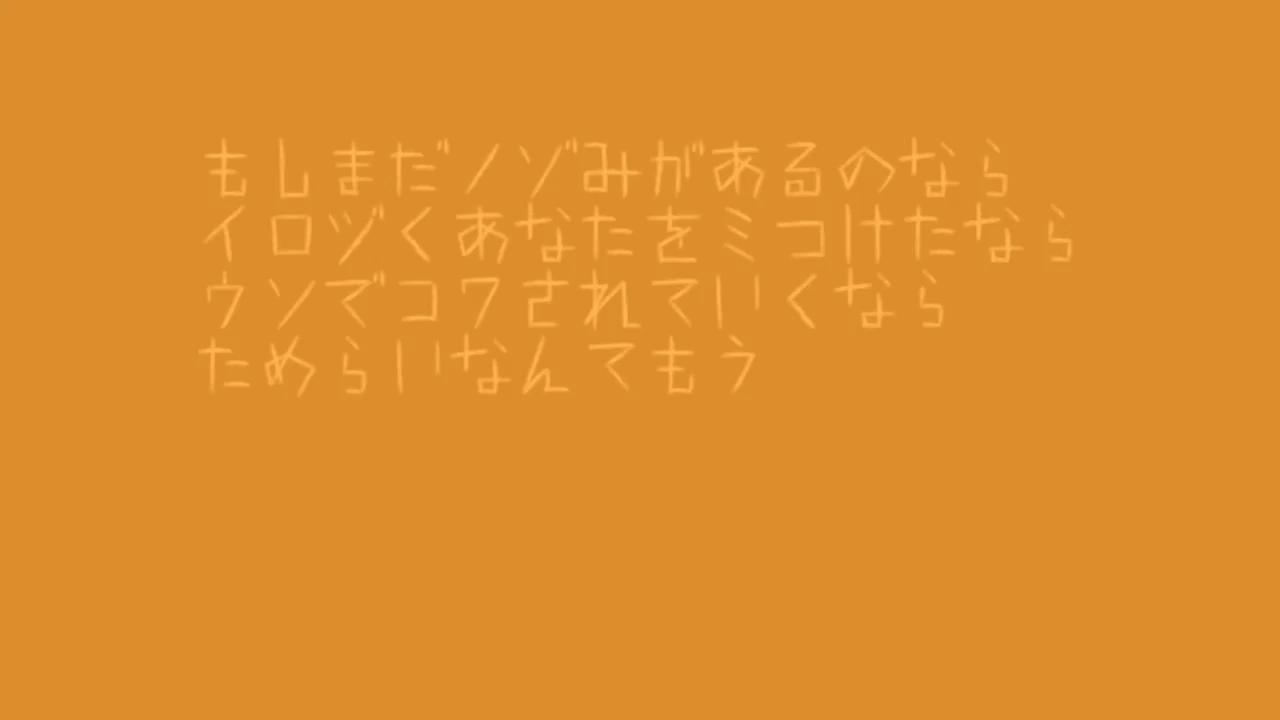 もしまだノゾみがあるのなら
イロヅくあなたをミつけたなら
ウンでコワされていくなら
ためらいなんてもう